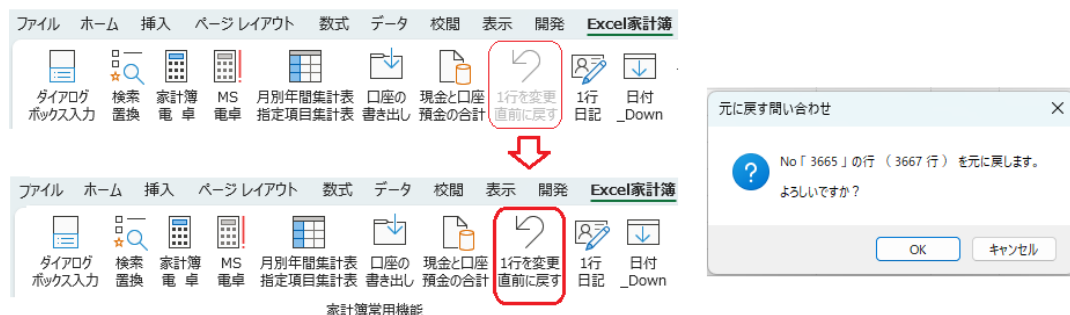 ファイル ホーム 挿入 ページ レイアウト 数式 データ 校閲 表示 開発 Excel家計簿
ダイアログ 検索 家計簿 MS 月別年間集計表 口座の 現金と口座 1行を変更 1行 日付
ボックス入力 置換 電 卓 電卓 指定項目集計表 書き出し 預金の合計 直前に戻す 日記 _Down
ファイル ホーム 挿入 ページ レイアウト 数式 データ 校閲 表示 開発 Excel家計簿
ダイアログ 検索 家計簿 MS 月別年間集計表 口座の 現金と口座 1行を変更 1行 日付
ボックス入力 置換 電 卓 電卓 指定項目集計表 書き出し 預金の合計 直前に戻す 日記 _Down
家計簿常用機能
元に戻す問い合わせ
No「 3665 」の行 （ 3667 行 ） を元に戻します。
よろしいですか？
OK キャンセル